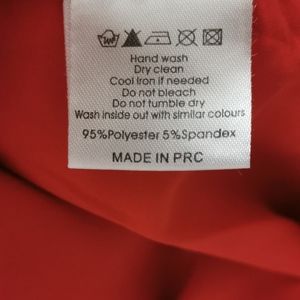 Hand wash
Dry clean
Cool iron if needed
Do not bleach
Do not tumble dry
Wash inside out with similar colours
95%Polyester 5%Spandex
MADE IN PRC